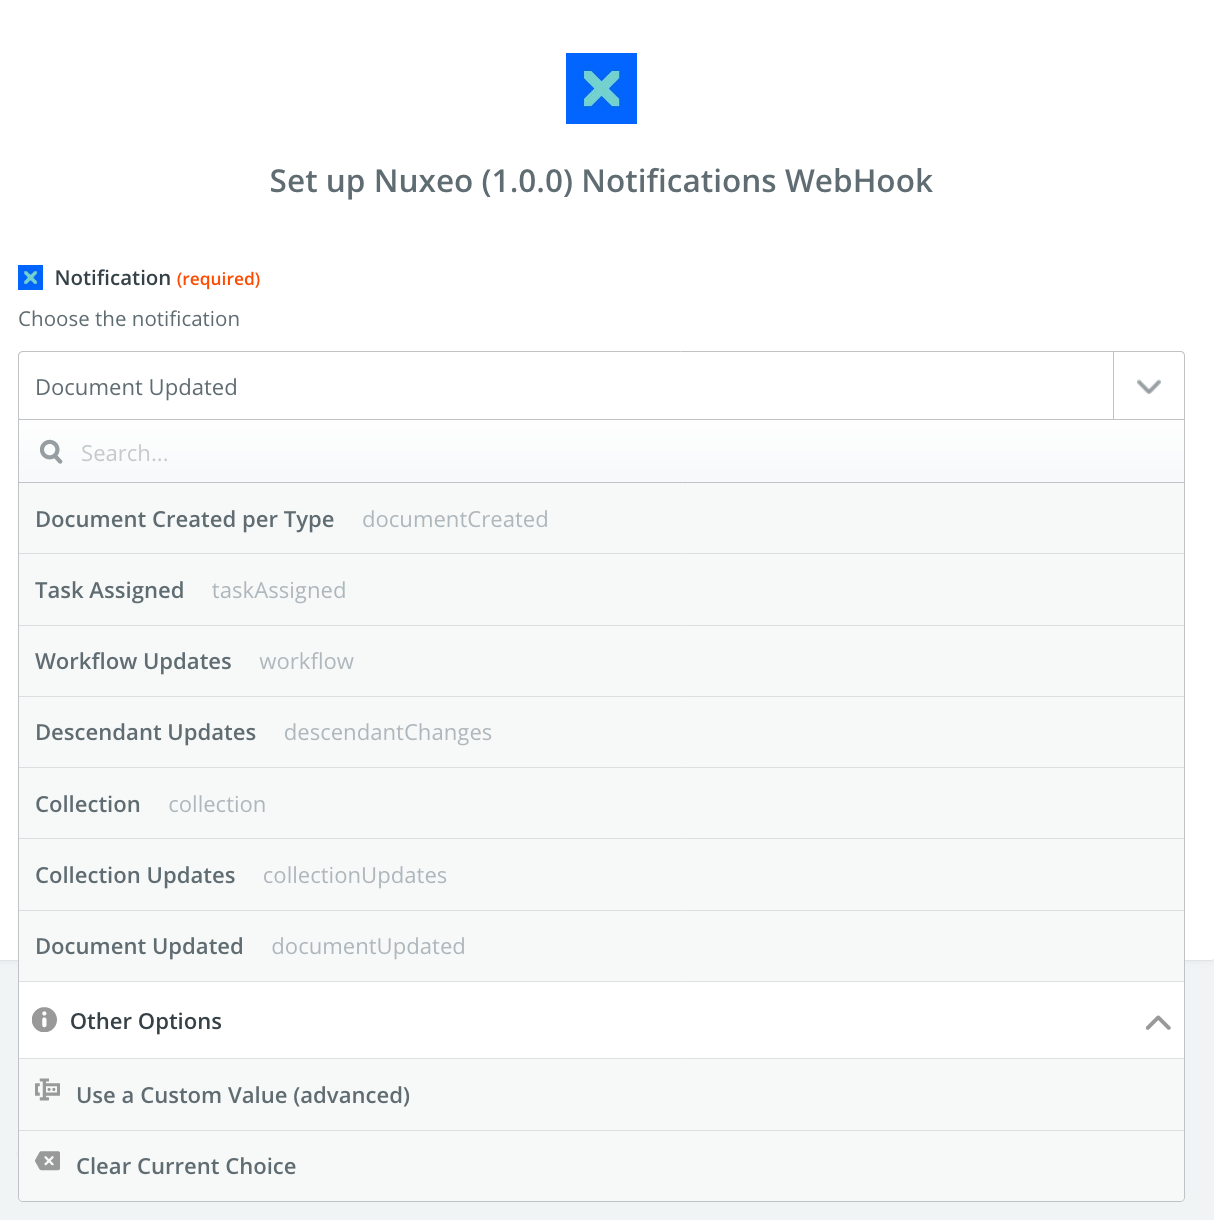 Set up Nuxeo (1.0.0) Notifications WebHook
Notification (required)
Choose the notification
Document Updated
Search...
Document Created per Type documentCreated
Task Assigned taskAssigned
Workflow Updates workflow
Descendant Updates descendantChanges
Collection collection
Collection Updates collectionUpdates
Document Updated documentUpdated
Other Options
Use a Custom Value (advanced)
Clear Current Choice